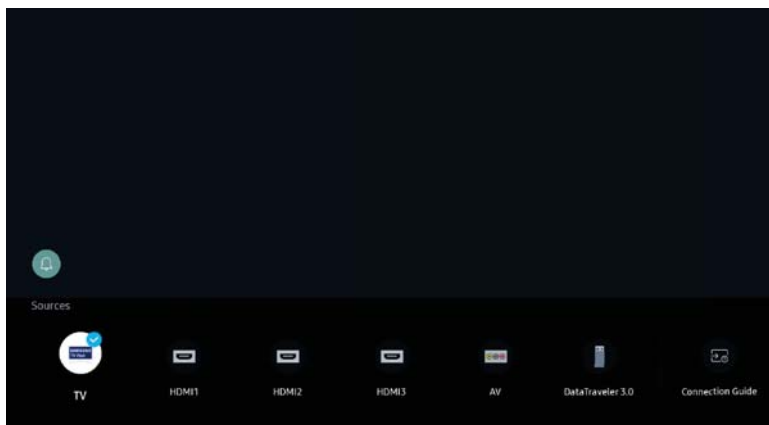 Sources
TV
HDMI1
HDMI2
HDMI3
AV
DataTraveler 3.0
Connection Guide